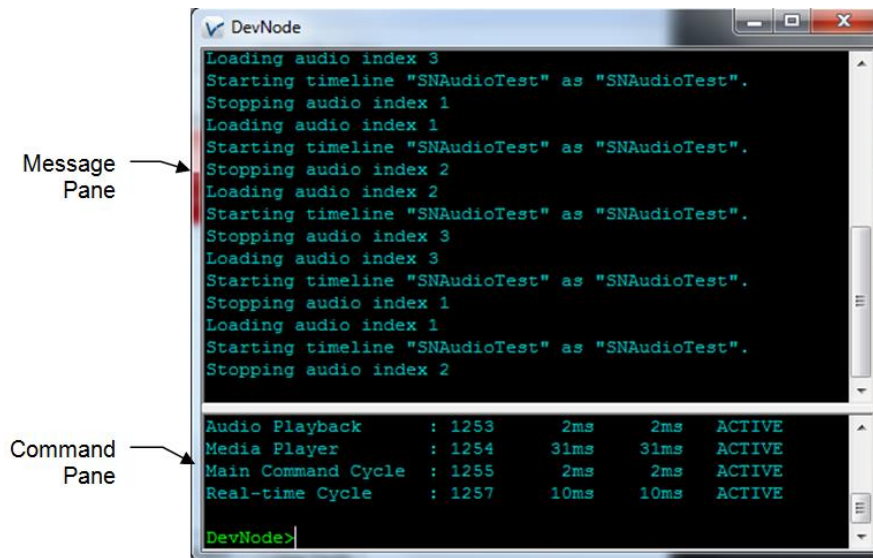 DevNode
Message
Pane
Loading audio index 3
Starting timeline "SNAudioTest" as "SNAudioTest".
Stopping audio index 1
Loading audio index 1
Starting timeline "SNAudioTest" as "SNAudioTest".
Stopping audio index 2
Loading audio index 2
Starting timeline "SNAudioTest" as "SNAudioTest".
Stopping audio index 3
Loading audio index 3
Starting timeline "SNAudioTest" as "SNAudioTest".
Stopping audio index 1
Loading audio index 1
Starting timeline "SNAudioTest" as "SNAudioTest".
Stopping audio index 2
Command
Pane
Audio Playback : 1253 2ms 2ms ACTIVE
Media Player : 1254 31ms 31ms ACTIVE
Main Command Cycle : 1255 2ms 2ms ACTIVE
Real-time Cycle : 1257 10ms 10ms ACTIVE
DevNode>